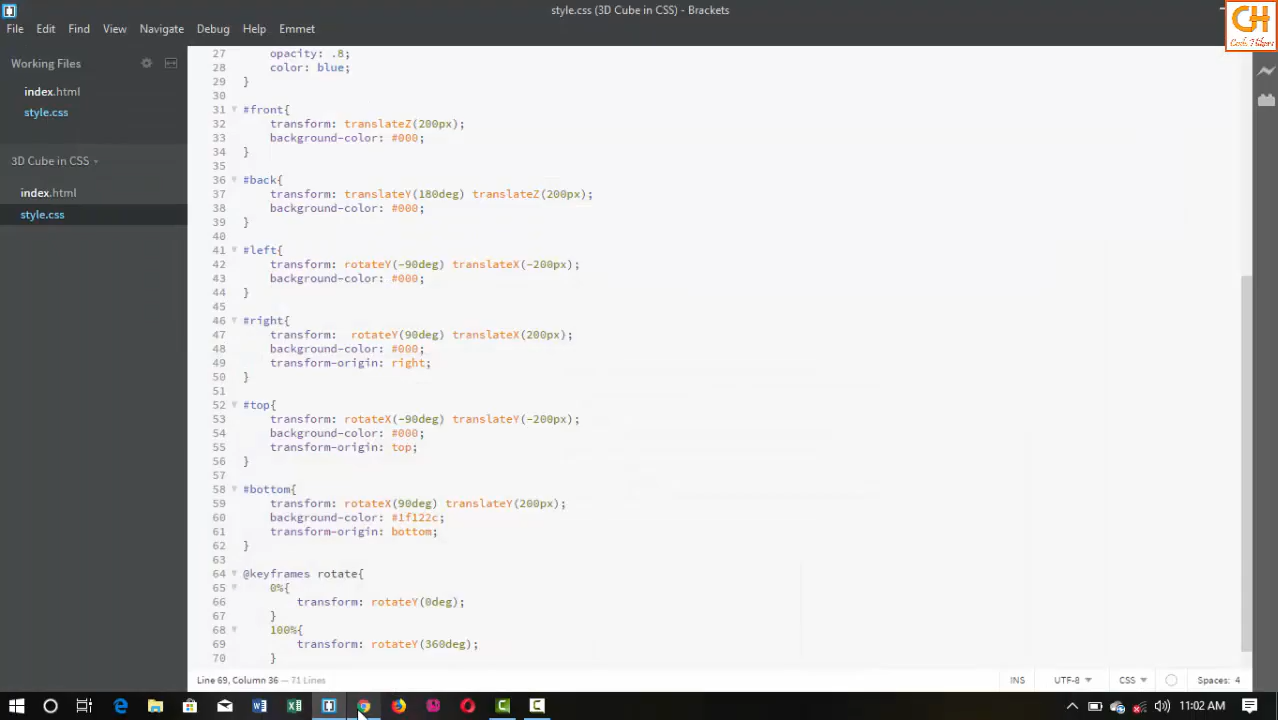 style.css (3D Cube in CSS) - Brackets
CH
Code Helpers
File Edit Find View Navigate Debug Help Emmet
Working Files
index.html
style.css
3D Cube in CSS
index.html
style.css
27 opacity: .8;
28 color: blue;
29 }
30
31 #front{
32 transform: translateZ(200px);
33 background-color: #000;
34 }
35
36 #back{
37 transform: translateY(180deg) translateZ(200px);
38 background-color: #000;
39 }
40
41 #left{
42 transform: rotateY(-90deg) translateX(-200px);
43 background-color: #000;
44 }
45
46 #right{
47 transform:  rotateY(90deg) translateX(200px);
48 background-color: #000;
49 transform-origin: right;
50 }
51
52 #top{
53 transform: rotateX(-90deg) translateY(-200px);
54 background-color: #000;
55 transform-origin: top;
56 }
57
58 #bottom{
59 transform: rotateX(90deg) translateY(200px);
60 background-color: #1f122c;
61 transform-origin: bottom;
62 }
63
64 @keyframes rotate{
65 0%{
66 transform: rotateY(0deg);
67 }
68 100%{
69 transform: rotateY(360deg);
70 }
Line 69, Column 36 — 71 Lines
INS UTF-8 CSS Spaces: 4
11:02 AM